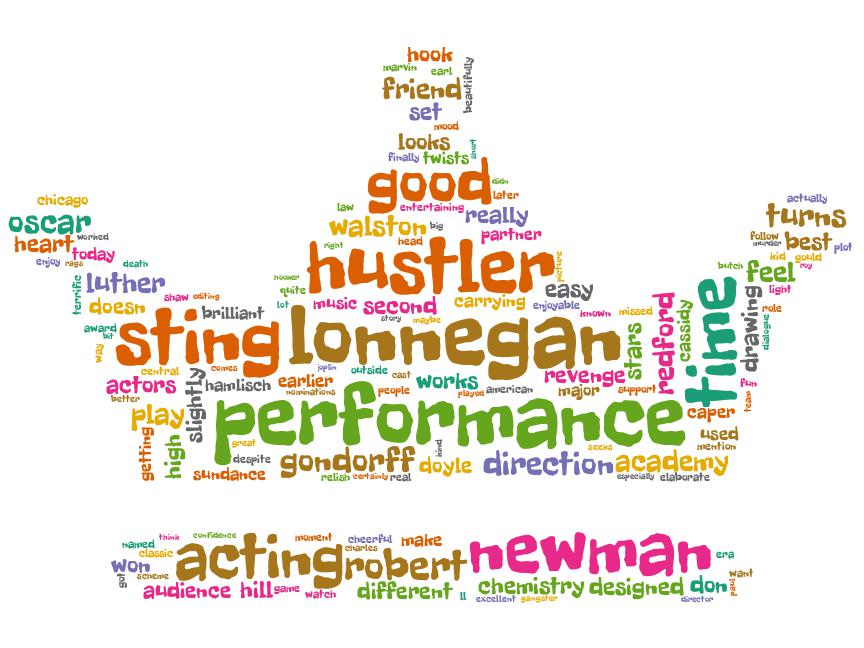 hook
marvin earl
friend beautifully
set
mood
looks
finally twists short
good didn
later
chicago
oscar
heart worked
today
enjoy rags death
law entertaining really
walston big
partner
right head
actually
turns
follow best plot
murder
kid gould
butch feel roy
light
terrific luther
hustler picture
hooker
quite easy
doesn shaw editing
brilliant lot music second carrying enjoyable known missed
story maybe
award
bit
way
sting lonnegan stars redford cassidy time drawing role
dialogue
central comes joplin outside cast revenge
actors slightly hamlisch earlier people works american major support fun
nominations played
better
play performance caper team
getting high great kind used
seeks mention
despite gondorff doyle direction academy
sundance relish certainly real especially elaborate
named think confidence moment cheerful make
classic acting charles robert newman era
won
got scheme
audience hill game watch different ll chemistry designed don paul want
excellent gangster director